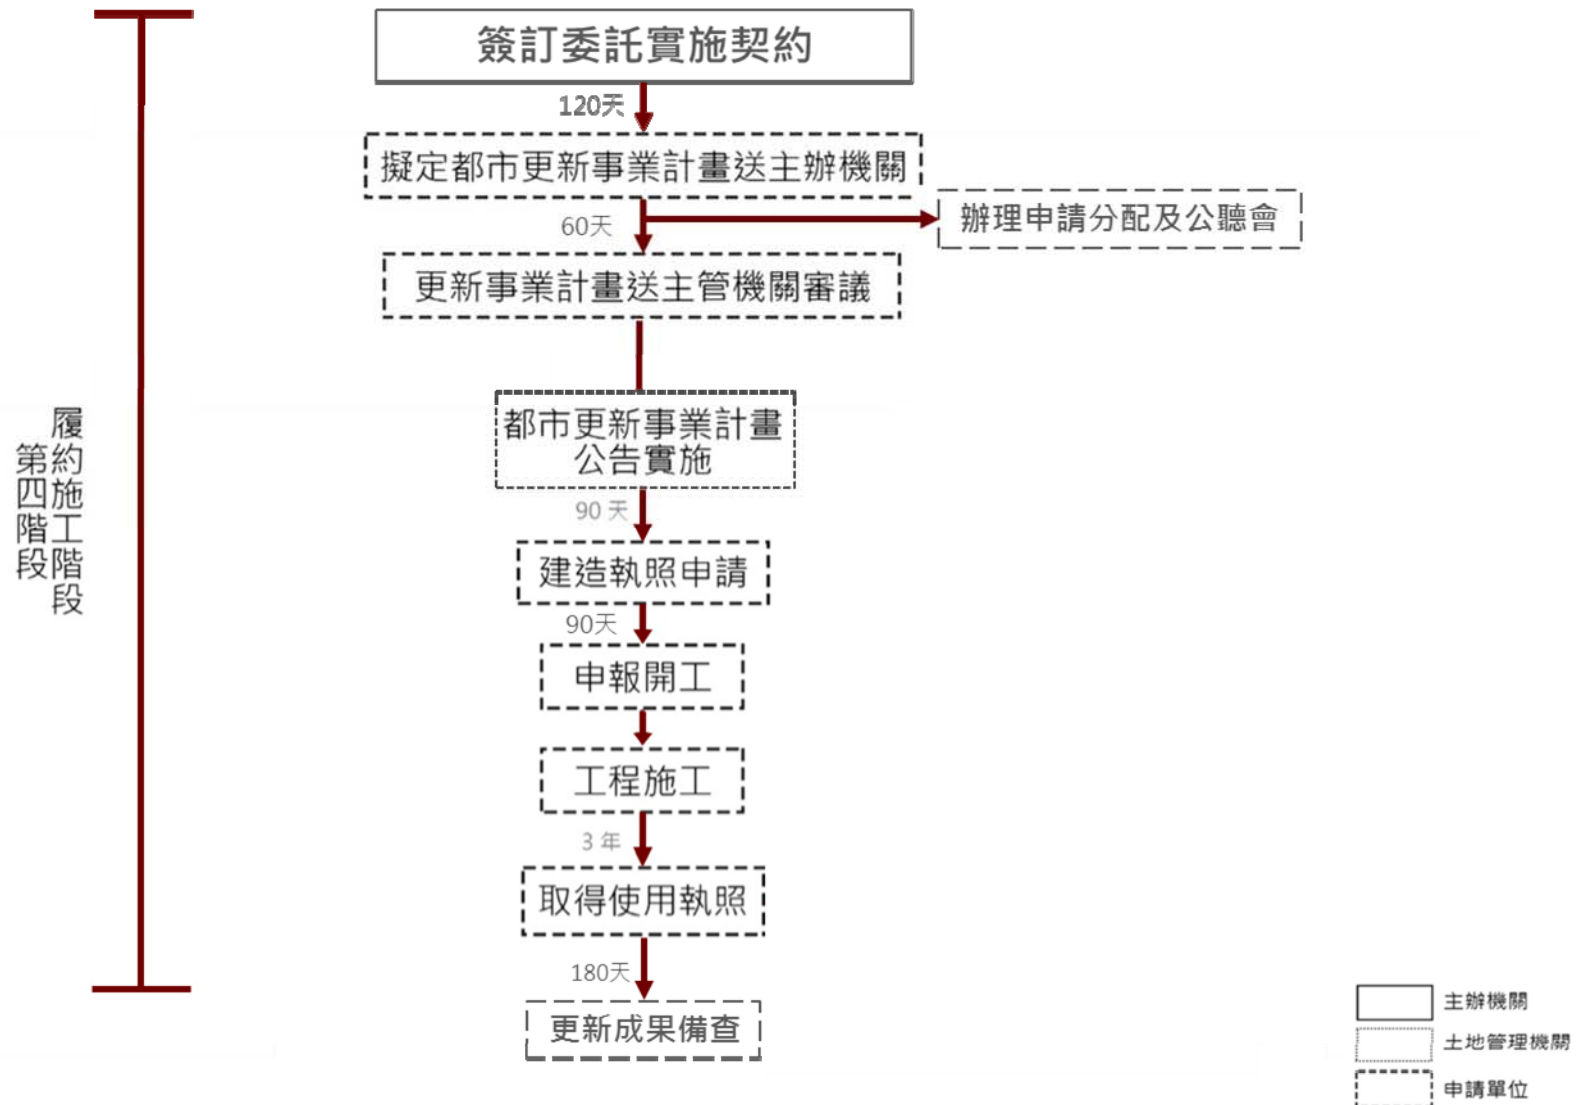 簽訂委託實施契約
120天
擬定都市更新事業計畫送主辦機關
60天
辦理申請分配及公聽會
更新事業計畫送主管機關審議
都市更新事業計畫
公告實施
90 天
建造執照申請
90天
申報開工
工程施工
3 年
取得使用執照
180天
更新成果備查
第四階段
履約施工階段
主辦機關
土地管理機關
申請單位